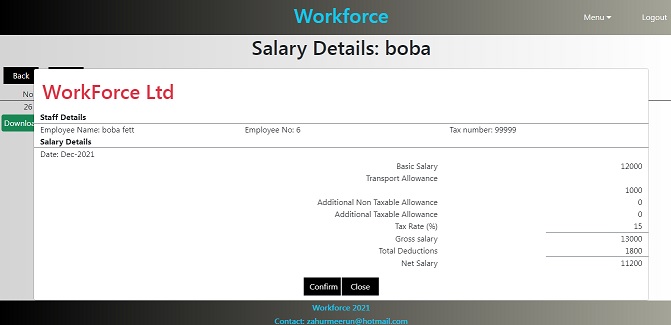 Workforce
Menu
Logout
Salary Details: boba
Back
No
26
Downloa
WorkForce Ltd
Staff Details
Employee Name: boba fett Employee No: 6 Tax number: 99999
Salary Details
Date: Dec-2021
Basic Salary 12000
Transport Allowance
1000
Additional Non Taxable Allowance 0
Additional Taxable Allowance 0
Tax Rate (%) 15
Gross salary 13000
Total Deductions 1800
Net Salary 11200
Confirm Close
Workforce 2021
Contact: zahurmeerun@hotmail.com